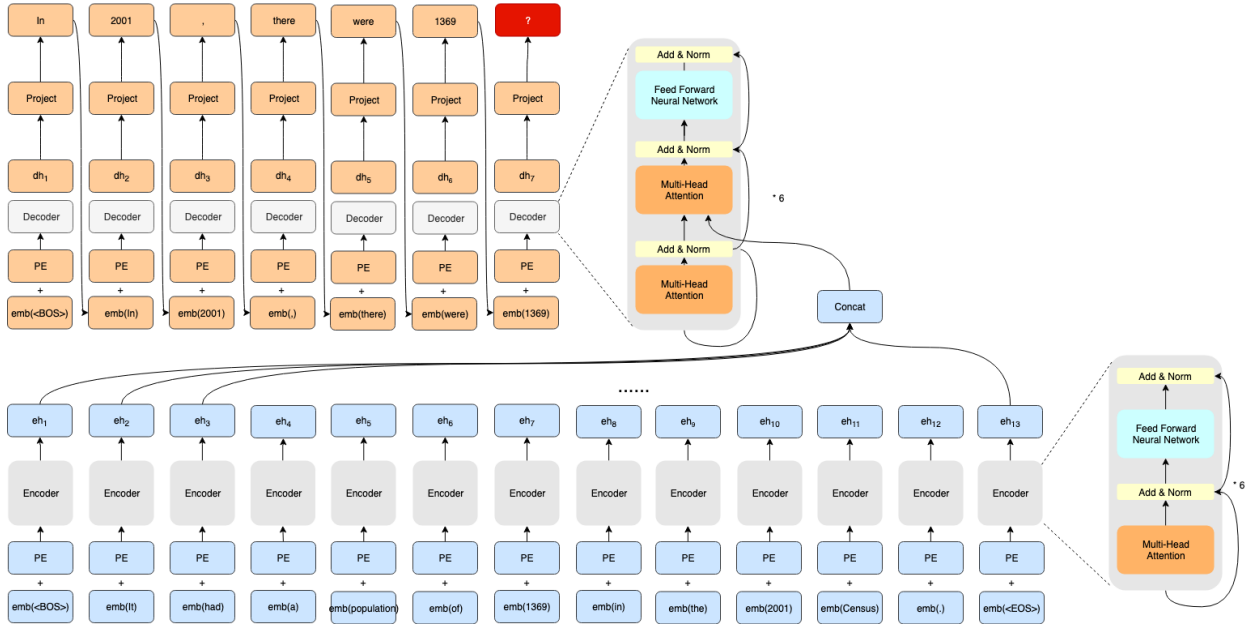 In 2001 , there were 1369 ?
Project Project Project Project Project Project Project
dh1 dh2 dh3 dh4 dh5 dh6 dh7
Decoder Decoder Decoder Decoder Decoder Decoder Decoder
PE PE PE PE PE PE PE
+ + + + + + +
emb(<BOS>) emb(In) emb(2001) emb(,) emb(there) emb(were) emb(1369)
Add & Norm
Feed Forward
Neural Network
Add & Norm
Multi-Head
Attention
* 6
Add & Norm
Multi-Head
Attention
Concat
......
eh1 eh2 eh3 eh4 eh5 eh6 eh7 eh8 eh9 eh10 eh11 eh12 eh13
Encoder Encoder Encoder Encoder Encoder Encoder Encoder Encoder Encoder Encoder Encoder Encoder Encoder
PE PE PE PE PE PE PE PE PE PE PE PE PE
+ + + + + + + + + + + + +
emb(<BOS>) emb(It) emb(had) emb(a) emb(population) emb(of) emb(1369) emb(in) emb(the) emb(2001) emb(Census) emb(.) emb(<EOS>)
Add & Norm
Feed Forward
Neural Network
Add & Norm
* 6
Multi-Head
Attention